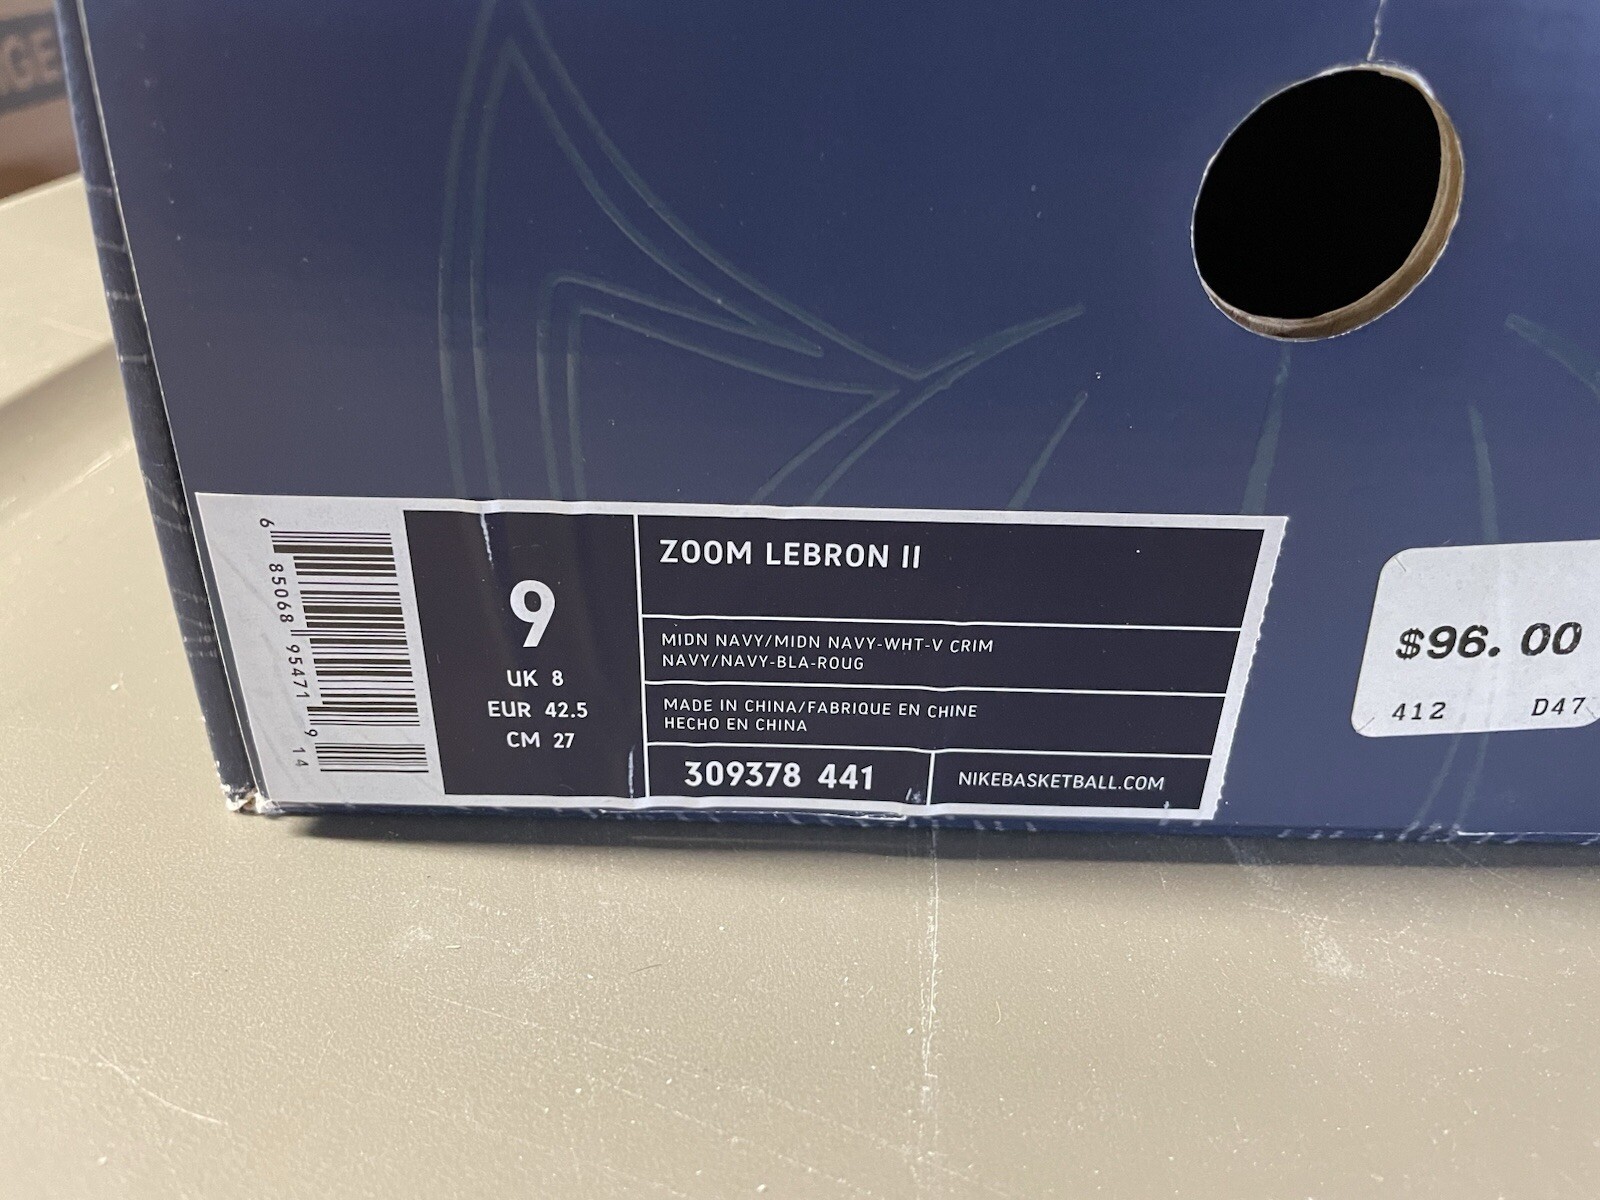 6 85068 95471 9 14
9
UK 8
EUR 42.5
CM 27
ZOOM LEBRON II
MIDN NAVY/MIDN NAVY-WHT-V CRIM
NAVY/NAVY-BLA-ROUG
MADE IN CHINA/FABRIQUE EN CHINE
HECHO EN CHINA
309378 441
NIKEBASKETBALL.COM
$96.00
412 D47